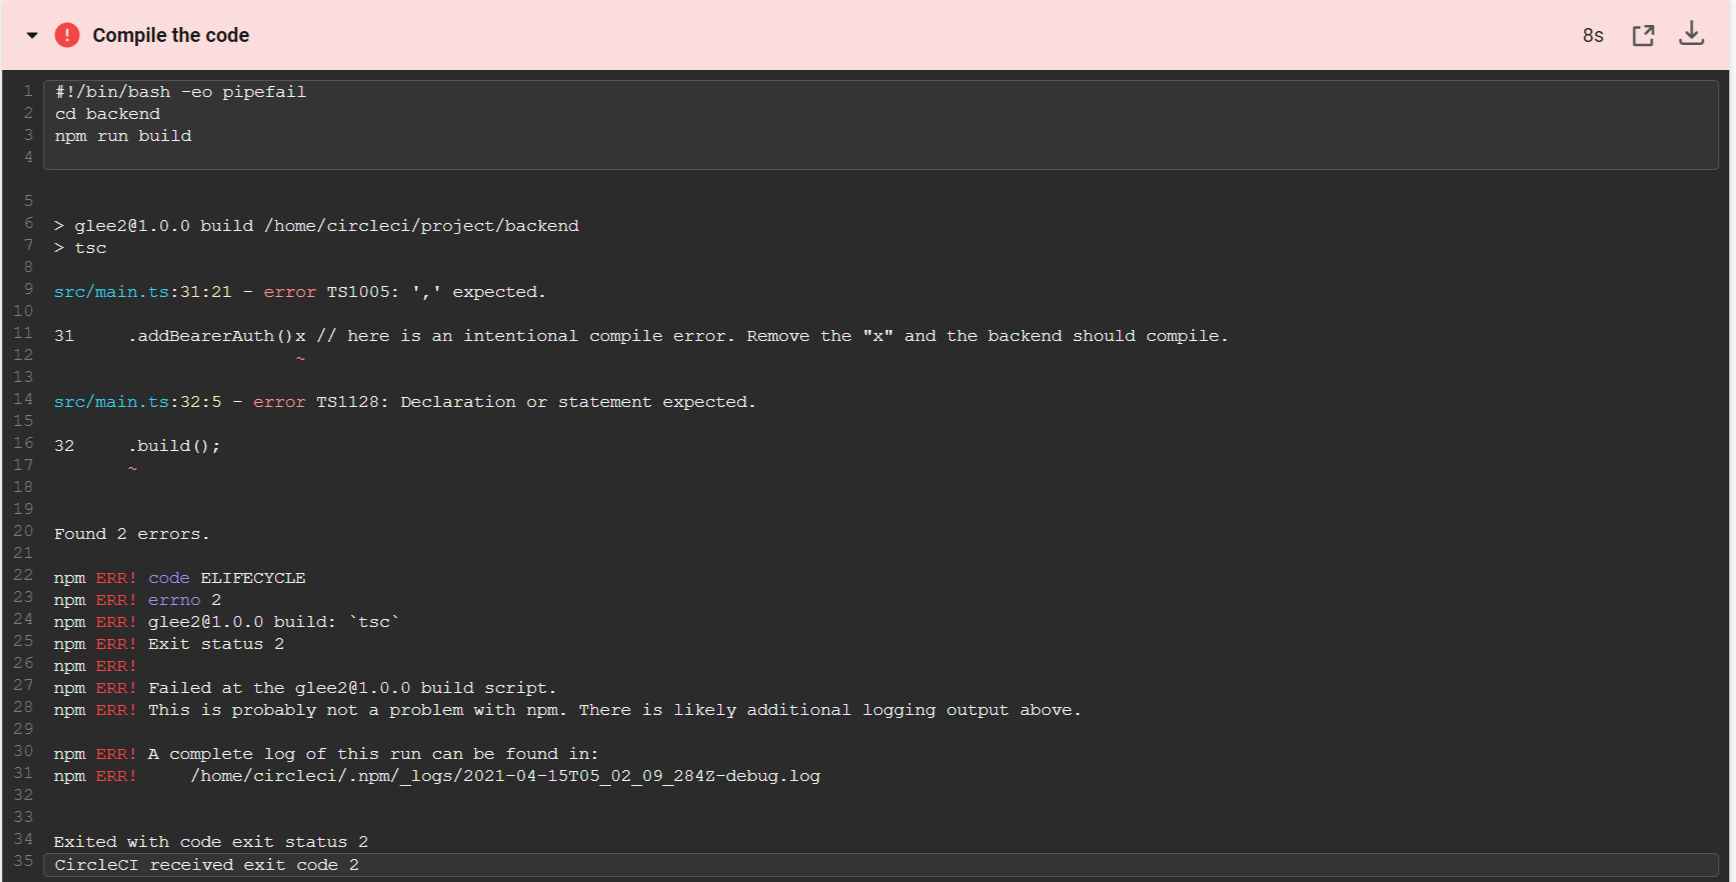 Compile the code 8s
1 #!/bin/bash -eo pipefail
2 cd backend
3 npm run build
4
5
6 > glee2@1.0.0 build /home/circleci/project/backend
7 > tsc
8
9 src/main.ts:31:21 - error TS1005: ',' expected.
10
11 31 .addBearerAuth()x // here is an intentional compile error. Remove the "x" and the backend should compile.
12 ~
13
14 src/main.ts:32:5 - error TS1128: Declaration or statement expected.
15
16 32 .build();
17 ~
18
19
20 Found 2 errors.
21
22 npm ERR! code ELIFECYCLE
23 npm ERR! errno 2
24 npm ERR! glee2@1.0.0 build: `tsc`
25 npm ERR! Exit status 2
26 npm ERR!
27 npm ERR! Failed at the glee2@1.0.0 build script.
28 npm ERR! This is probably not a problem with npm. There is likely additional logging output above.
29
30 npm ERR! A complete log of this run can be found in:
31 npm ERR! /home/circleci/.npm/_logs/2021-04-15T05_02_09_284Z-debug.log
32
33
34 Exited with code exit status 2
35 CircleCI received exit code 2